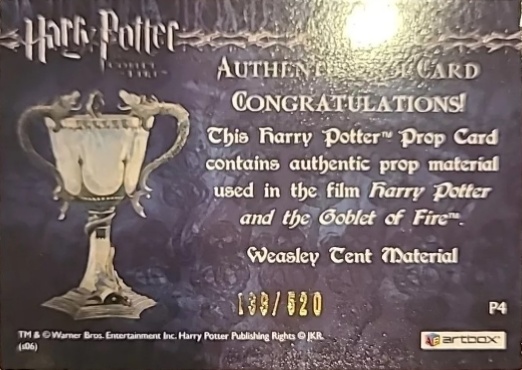 Harry Potter
AUTHEN CARD
CONGRATULATIONS!
This Harry Potter™ Prop Card
contains authentic prop material
used in the film Harry Potter
and the Goblet of Fire™.
Weasley Tent Material
139/520
P4
TM & © Warner Bros. Entertainment Inc. Harry Potter Publishing Rights © JKR.
(s06)
artbox